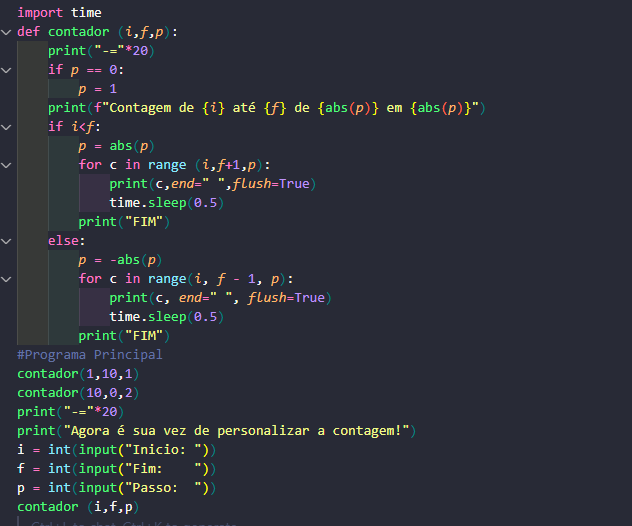 import time
def contador (i,f,p):
    print("-="*20)
    if p == 0:
        p = 1
    print(f"Contagem de {i} até {f} de {abs(p)} em {abs(p)}")
    if i<f:
        p = abs(p)
        for c in range (i,f+1,p):
            print(c,end=" ",flush=True)
            time.sleep(0.5)
        print("FIM")
    else:
        p = -abs(p)
        for c in range(i, f - 1, p):
            print(c, end=" ", flush=True)
            time.sleep(0.5)
        print("FIM")
#Programa Principal
contador(1,10,1)
contador(10,0,2)
print("-="*20)
print("Agora é sua vez de personalizar a contagem!")
i = int(input("Inicio: "))
f = int(input("Fim:    "))
p = int(input("Passo:  "))
contador (i,f,p)